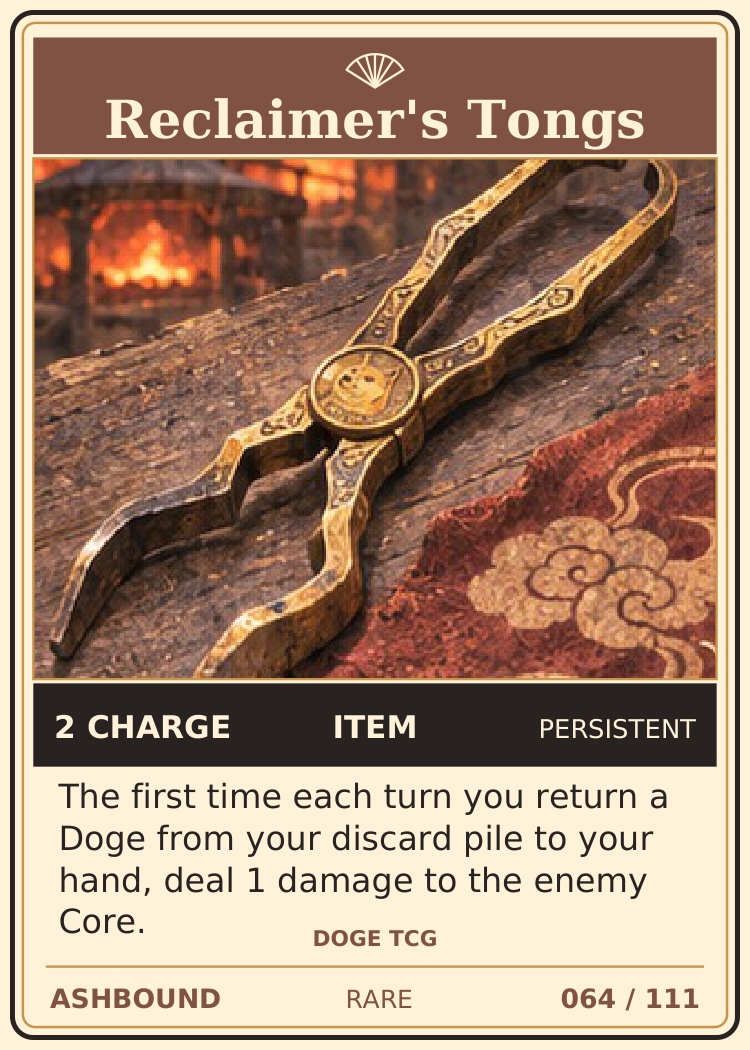 Reclaimer's Tongs
2 CHARGE ITEM PERSISTENT
The first time each turn you return a
Doge from your discard pile to your
hand, deal 1 damage to the enemy
Core.
DOGE TCG
ASHBOUND RARE 064 / 111